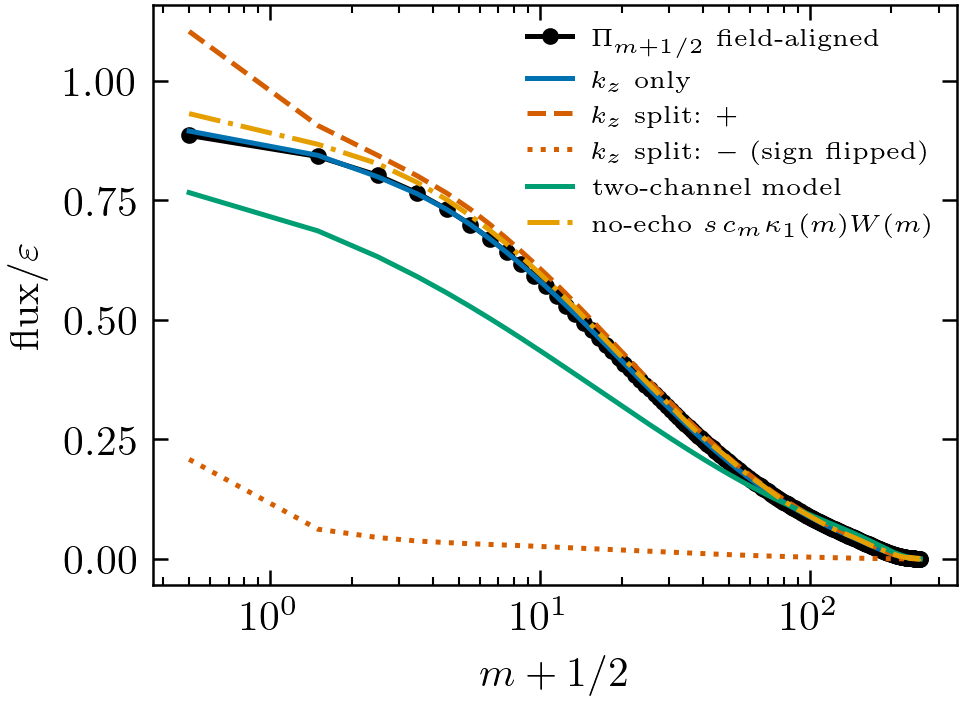 flux/ε
1.00
0.75
0.50
0.25
0.00
Π_{m+1/2} field-aligned
k_z only
k_z split: +
k_z split: − (sign flipped)
two-channel model
no-echo s c_m κ_1(m)W(m)
10^0 10^1 10^2
m + 1/2